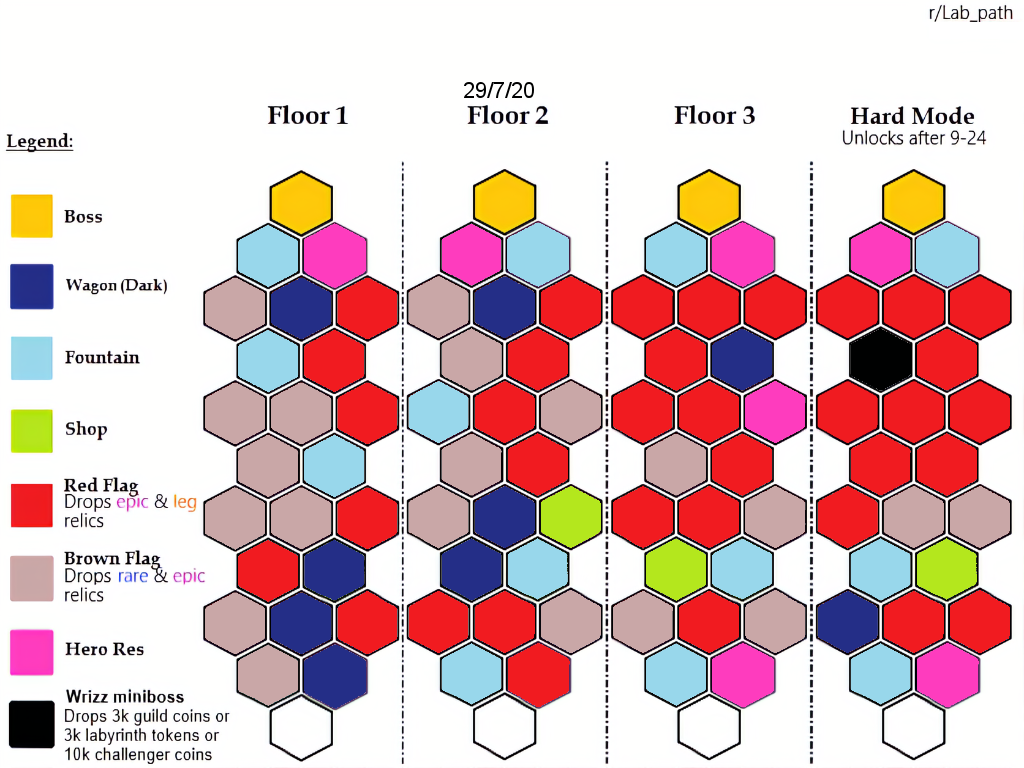 r/Lab_path
29/7/20
Floor 1
Floor 2
Floor 3
Hard Mode
Unlocks after 9-24
Legend:
Boss
Wagon (Dark)
Fountain
Shop
Red Flag
Drops epic & leg
relics
Brown Flag
Drops rare & epic
relics
Hero Res
Wrizz miniboss
Drops 3k guild coins or
3k labyrinth tokens or
10k challenger coins